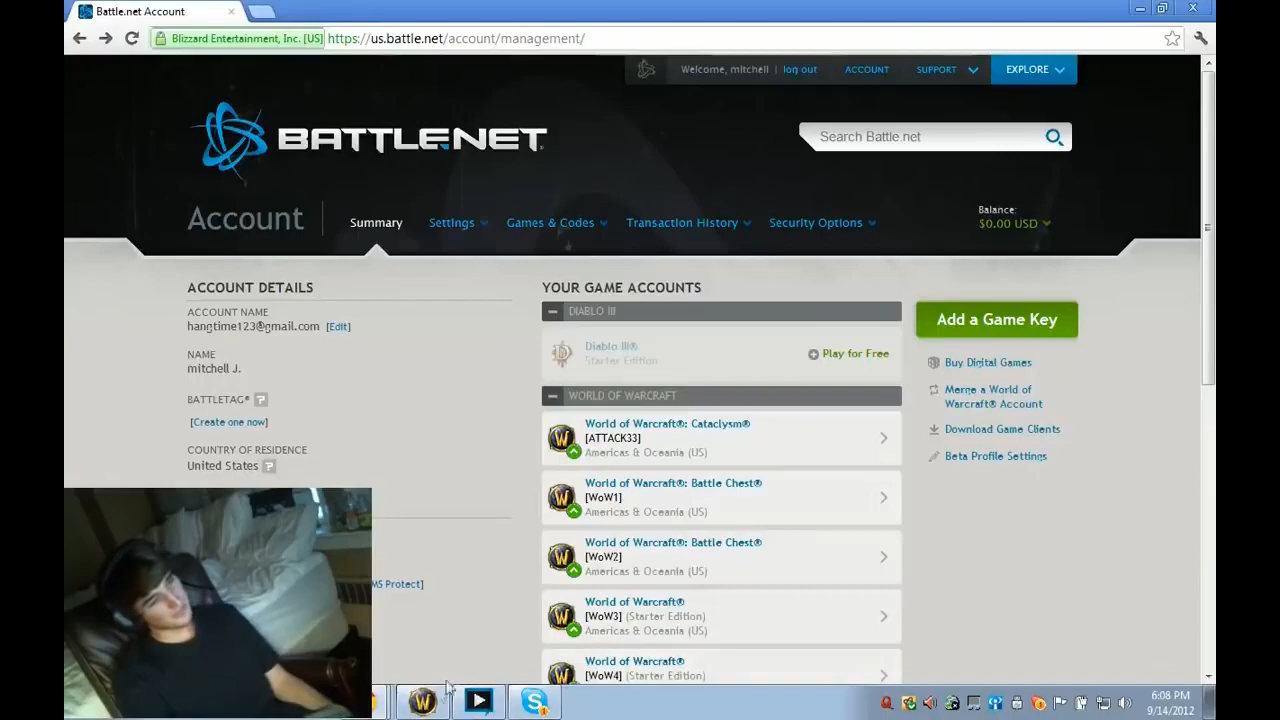 Battle.net Account
Blizzard Entertainment, Inc. [US] https://us.battle.net/account/management/
Welcome, mitchell | log out ACCOUNT SUPPORT EXPLORE
BATTLE.NET
Search Battle.net
Account Summary Settings Games & Codes Transaction History Security Options
Balance:
$0.00 USD
ACCOUNT DETAILS
ACCOUNT NAME
hangtime123@gmail.com [Edit]
NAME
mitchell J.
BATTLETAG® ?
[Create one now]
COUNTRY OF RESIDENCE
United States ?
MS Protect]
YOUR GAME ACCOUNTS
DIABLO III
Diablo III®
Starter Edition
Play for Free
WORLD OF WARCRAFT
World of Warcraft®: Cataclysm®
[ATTACK33]
Americas & Oceania (US)
World of Warcraft®: Battle Chest®
[WoW1]
Americas & Oceania (US)
World of Warcraft®: Battle Chest®
[WoW2]
Americas & Oceania (US)
World of Warcraft®
[WoW3] (Starter Edition)
Americas & Oceania (US)
World of Warcraft®
[WoW4] (Starter Edition)
Add a Game Key
Buy Digital Games
Merge a World of
Warcraft® Account
Download Game Clients
Beta Profile Settings
6:08 PM
9/14/2012